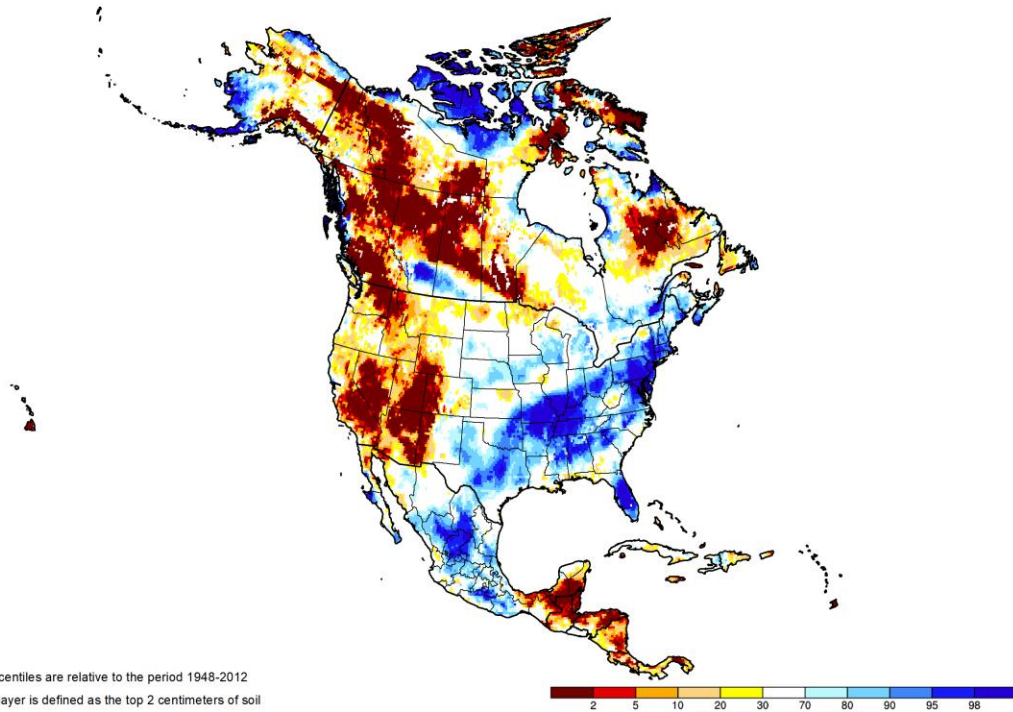 centiles are relative to the period 1948-2012
ayer is defined as the top 2 centimeters of soil
2 5 10 20 30 70 80 90 95 98